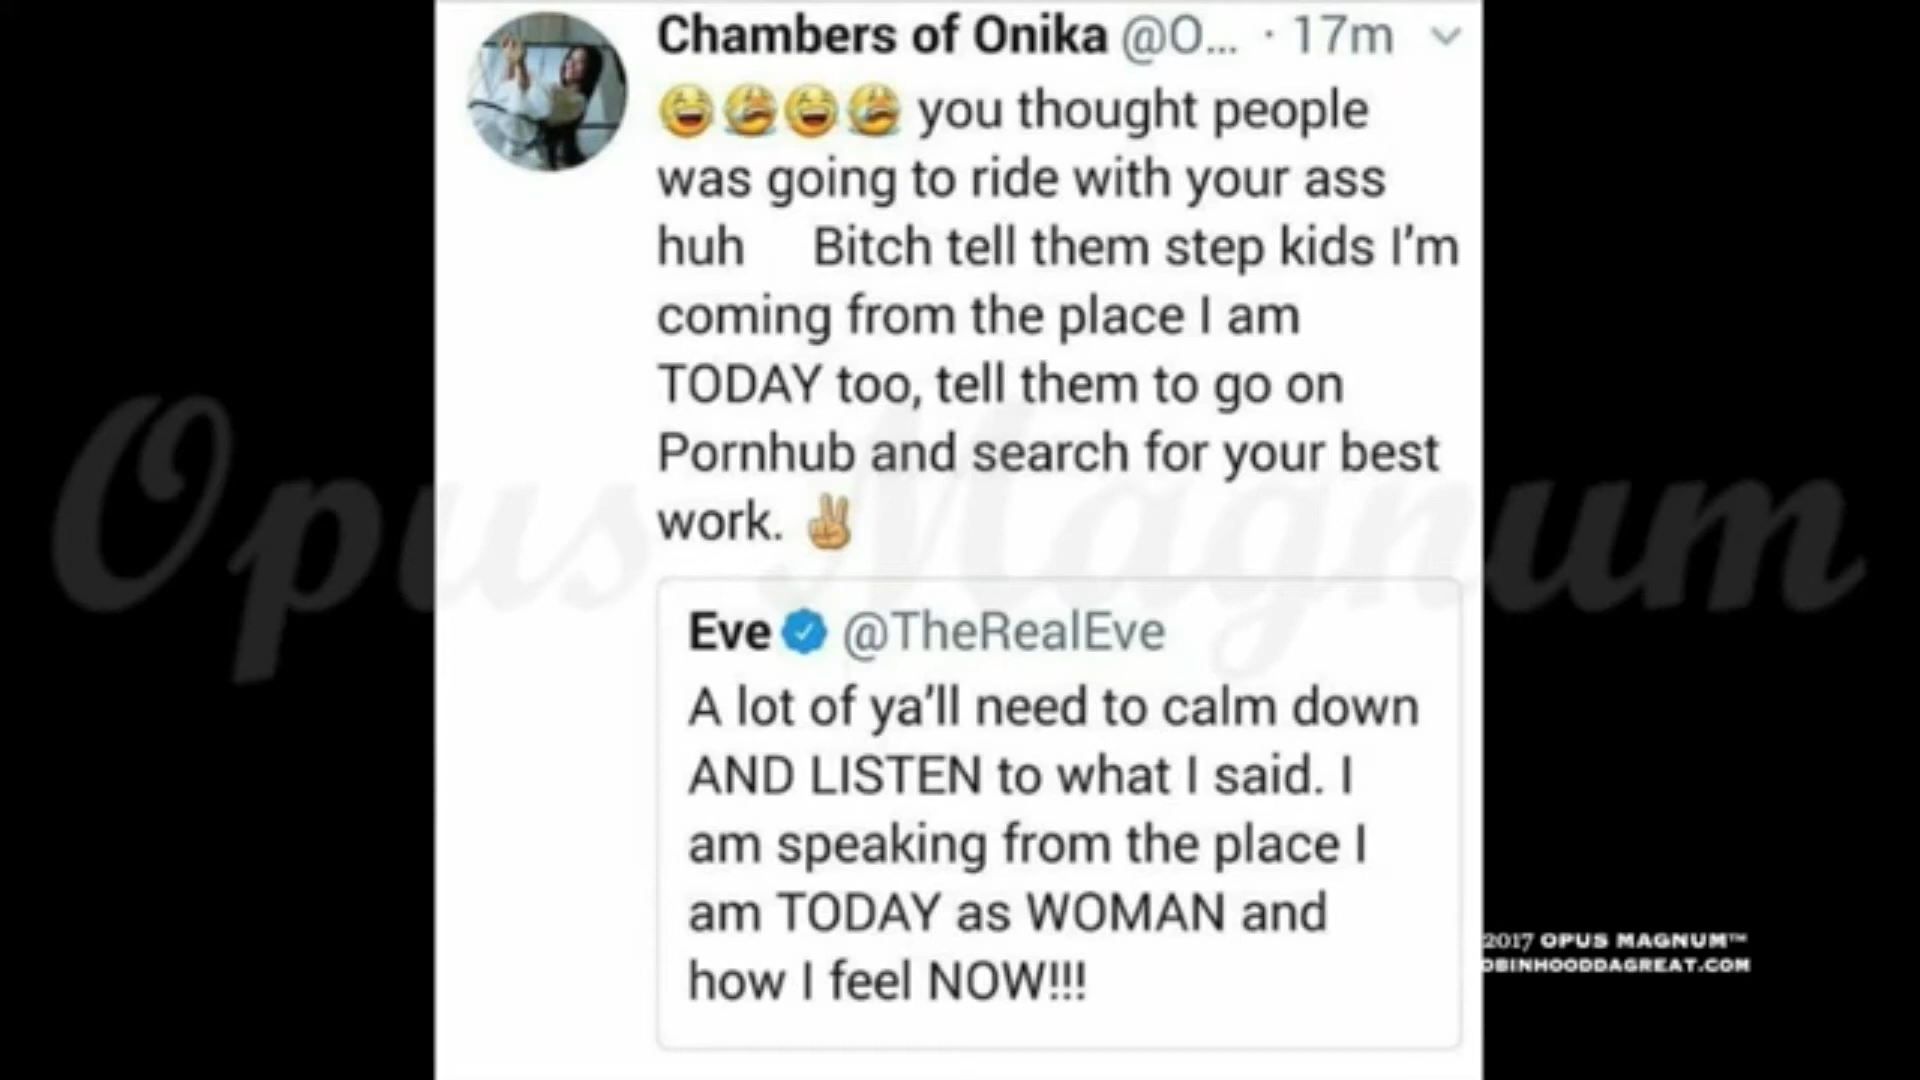 Chambers of Onika @O... · 17m
😄😭😄😭 you thought people
was going to ride with your ass
huh Bitch tell them step kids I'm
coming from the place I am
TODAY too, tell them to go on
Pornhub and search for your best
work. ✌
Eve @TheRealEve
A lot of ya'll need to calm down
AND LISTEN to what I said. I
am speaking from the place I
am TODAY as WOMAN and
how I feel NOW!!!
Opus Magnum
2017 OPUS MAGNUM™
OBINHOODDAGREAT.COM